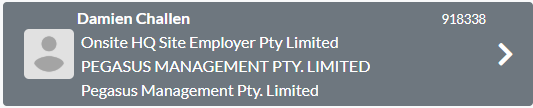 Damien Challen 918338
Onsite HQ Site Employer Pty Limited
PEGASUS MANAGEMENT PTY. LIMITED
Pegasus Management Pty. Limited